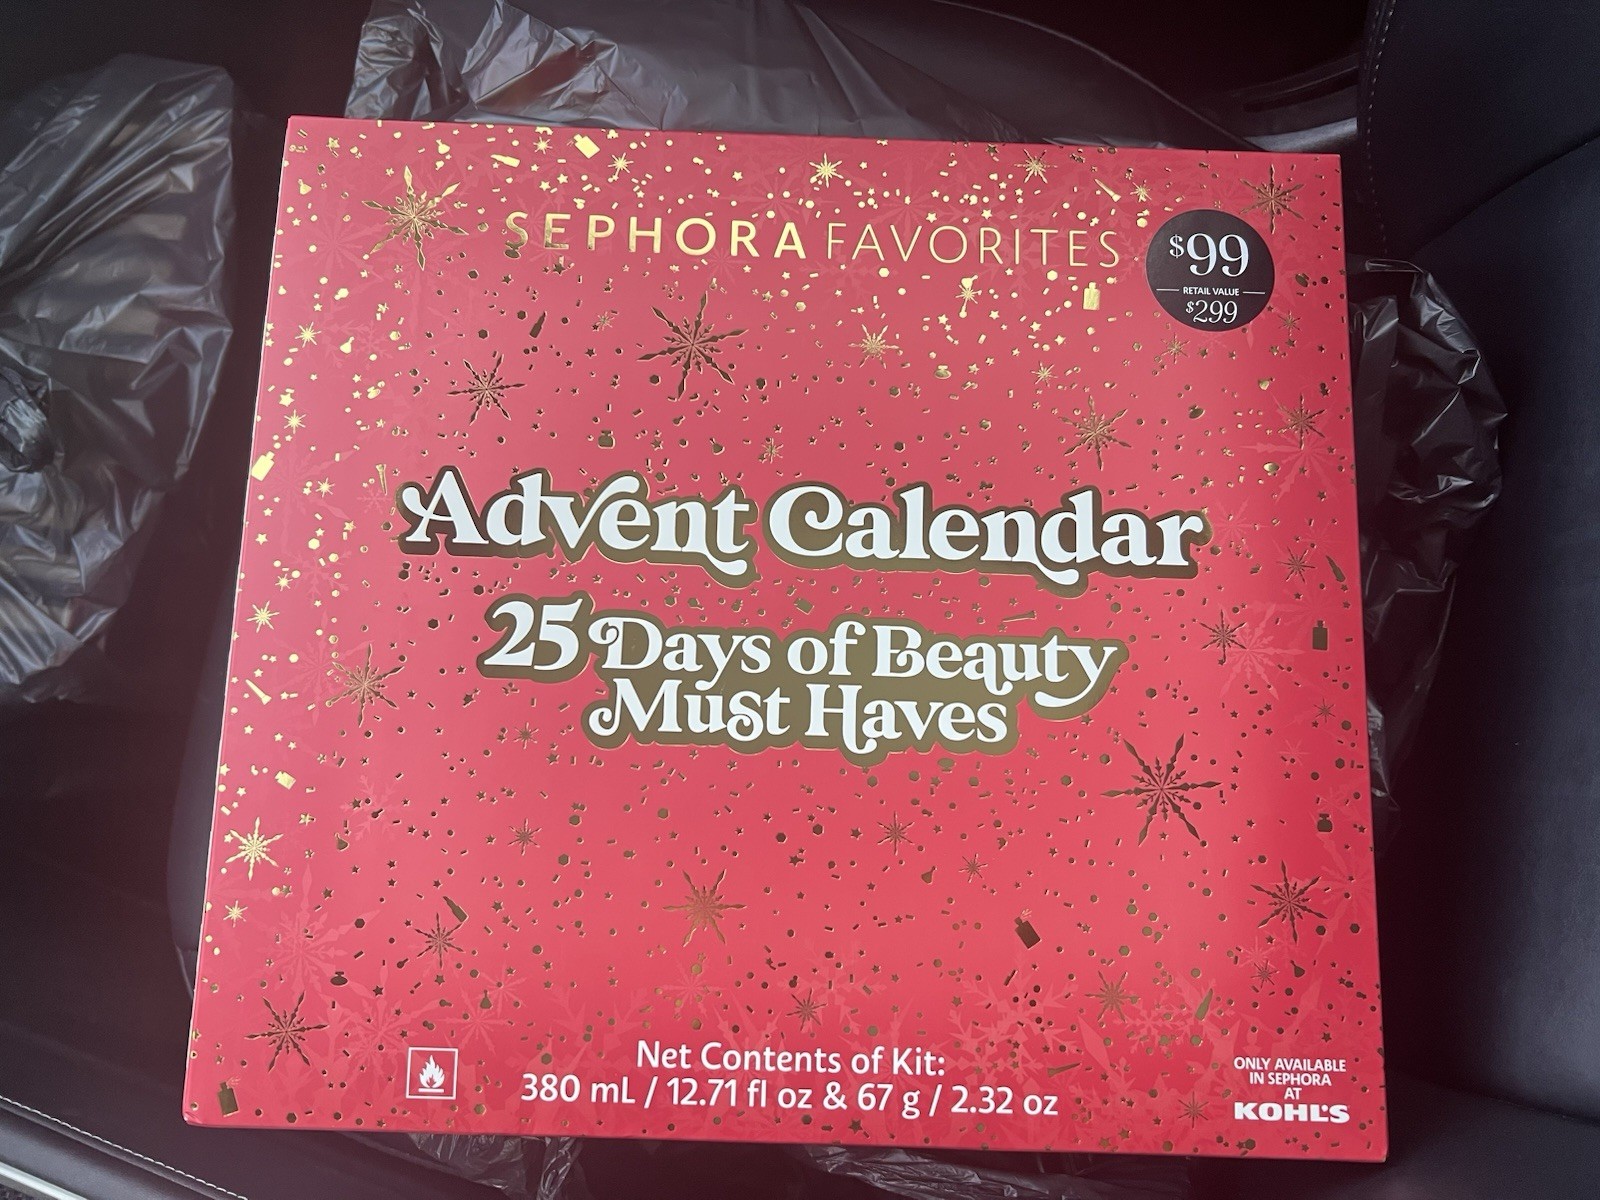 SEPHORA FAVORITES
$99
RETAIL VALUE
$299
Advent Calendar
25 Days of Beauty
Must Haves
Net Contents of Kit:
380 mL / 12.71 fl oz & 67 g / 2.32 oz
ONLY AVAILABLE
IN SEPHORA
AT
KOHL'S